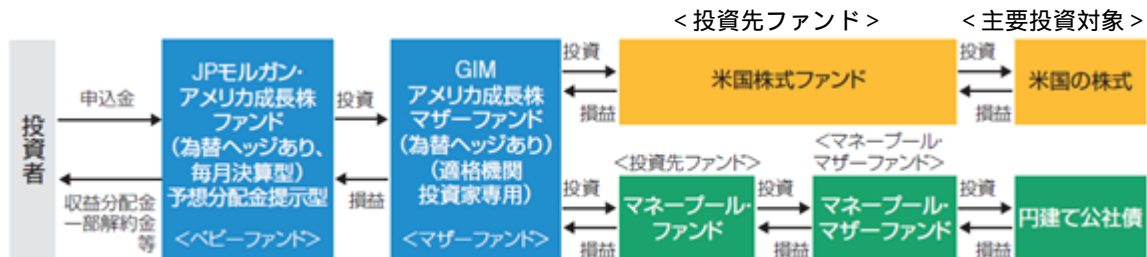 ＜投資先ファンド＞
＜主要投資対象＞
投資者
申込金
収益分配金
一部解約金
等
JPモルガン・
アメリカ成長株
ファンド
(為替ヘッジあり、
毎月決算型)
予想分配金提示型
＜ベビーファンド＞
投資
損益
GIM
アメリカ成長株
マザーファンド
(為替ヘッジあり)
(適格機関
投資家専用)
＜マザーファンド＞
投資
損益
米国株式ファンド
投資
損益
米国の株式
投資
損益
＜投資先ファンド＞
マネープール・
ファンド
投資
損益
＜マネープール・
マザーファンド＞
マネープール・
マザーファンド
投資
損益
円建て公社債